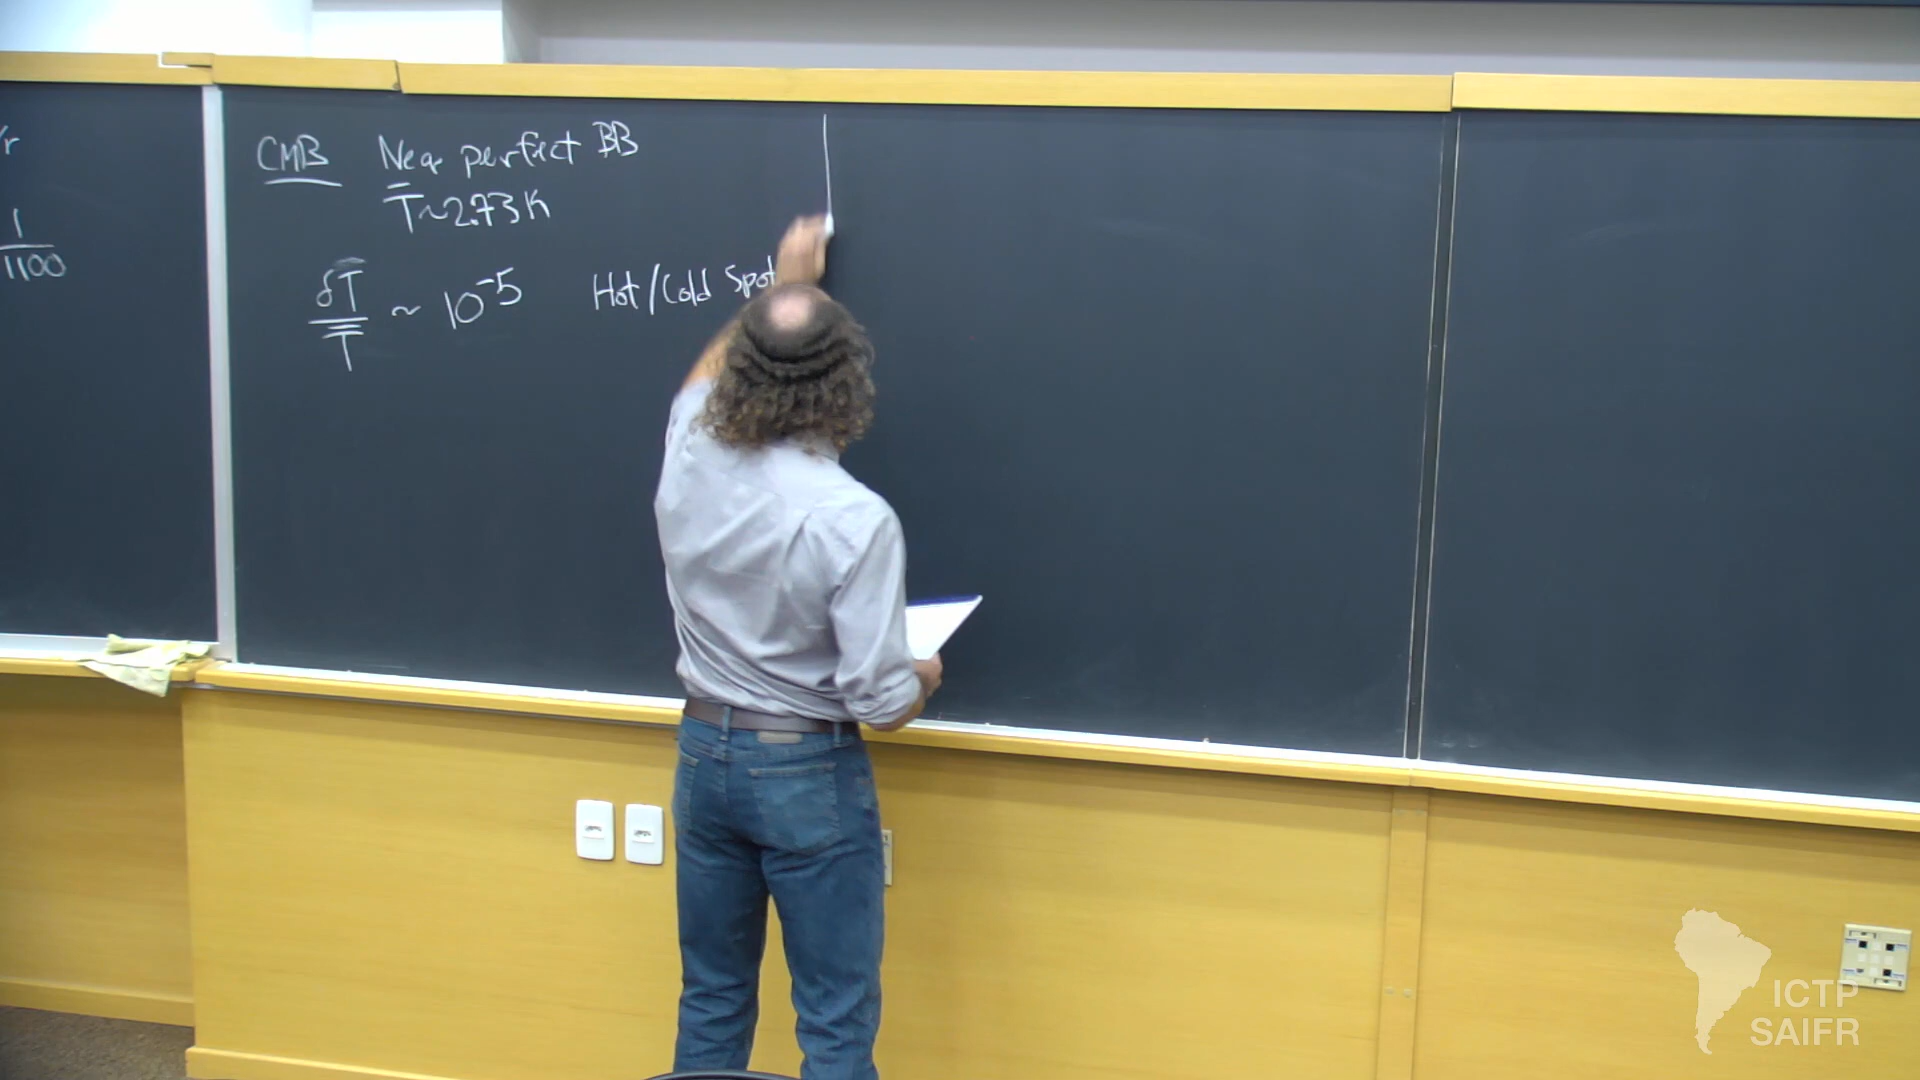 1
1100
CMB Near perfect BB
T̄~2.73K
δT/T̄ ~ 10⁻⁵ Hot/Cold Spot
ICTP
SAIFR